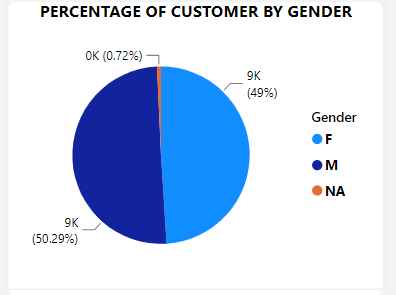 PERCENTAGE OF CUSTOMER BY GENDER
0K (0.72%)
9K
(49%)
Gender
F
M
NA
9K
(50.29%)